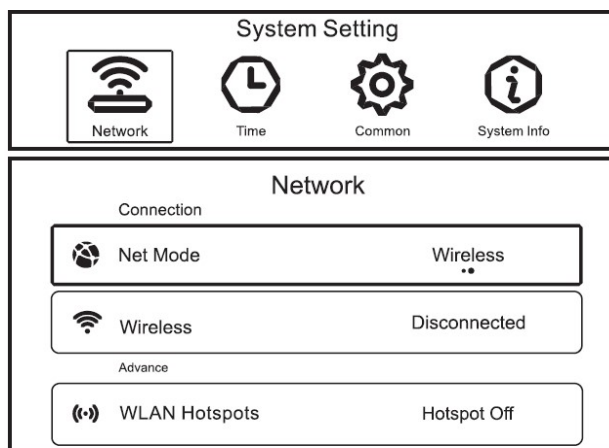 System Setting
Network Time Common System Info
Network
Connection
Net Mode Wireless
Wireless Disconnected
Advance
WLAN Hotspots Hotspot Off